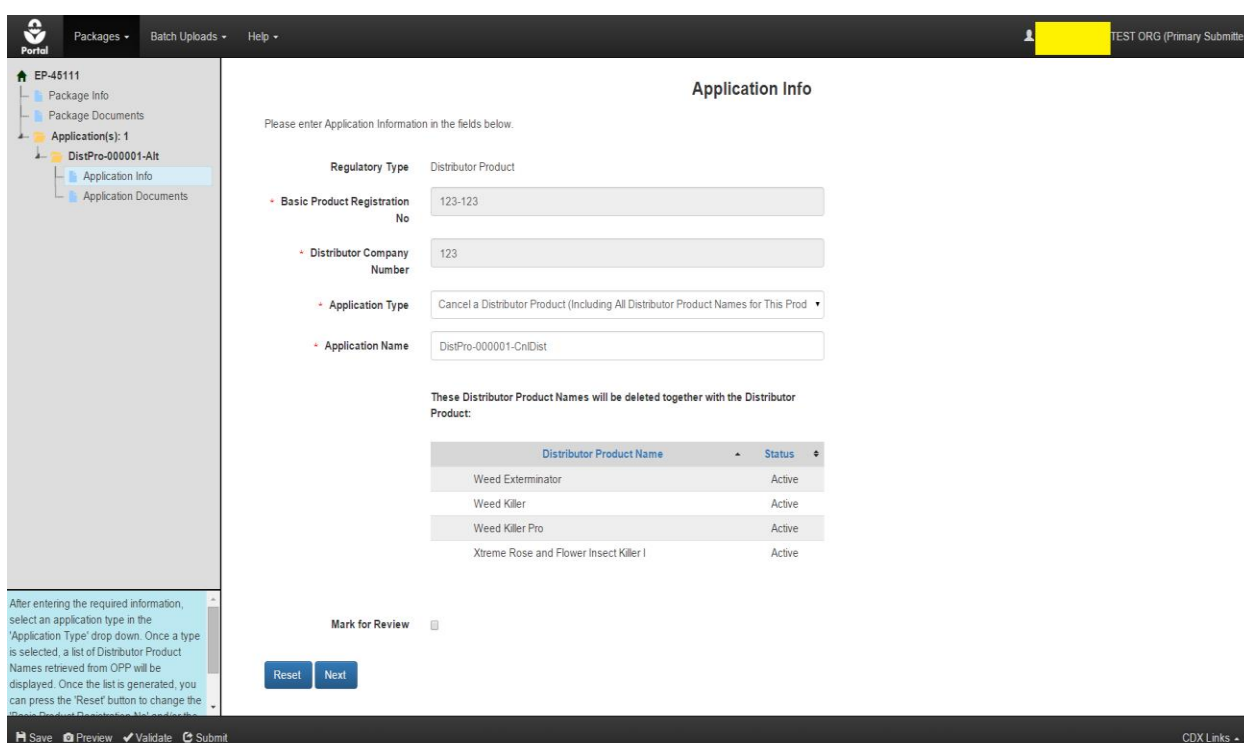 Portal
Packages
Batch Uploads
Help
TEST ORG (Primary Submitte
EP-45111
Package Info
Package Documents
Application(s): 1
DistPro-000001-Alt
Application Info
Application Documents
Application Info
Please enter Application Information in the fields below.
Regulatory Type Distributor Product
* Basic Product Registration
No
123-123
* Distributor Company
Number
123
* Application Type Cancel a Distributor Product (Including All Distributor Product Names for This Prod
* Application Name DistPro-000001-CnlDist
These Distributor Product Names will be deleted together with the Distributor
Product:
Distributor Product Name Status
Weed Exterminator Active
Weed Killer Active
Weed Killer Pro Active
Xtreme Rose and Flower Insect Killer I Active
Mark for Review
Reset Next
After entering the required information,
select an application type in the
'Application Type' drop down. Once a type
is selected, a list of Distributor Product
Names retrieved from OPP will be
displayed. Once the list is generated, you
can press the 'Reset' button to change the
'Basic Product Registration No' and/or the
Save Preview Validate Submit
CDX Links